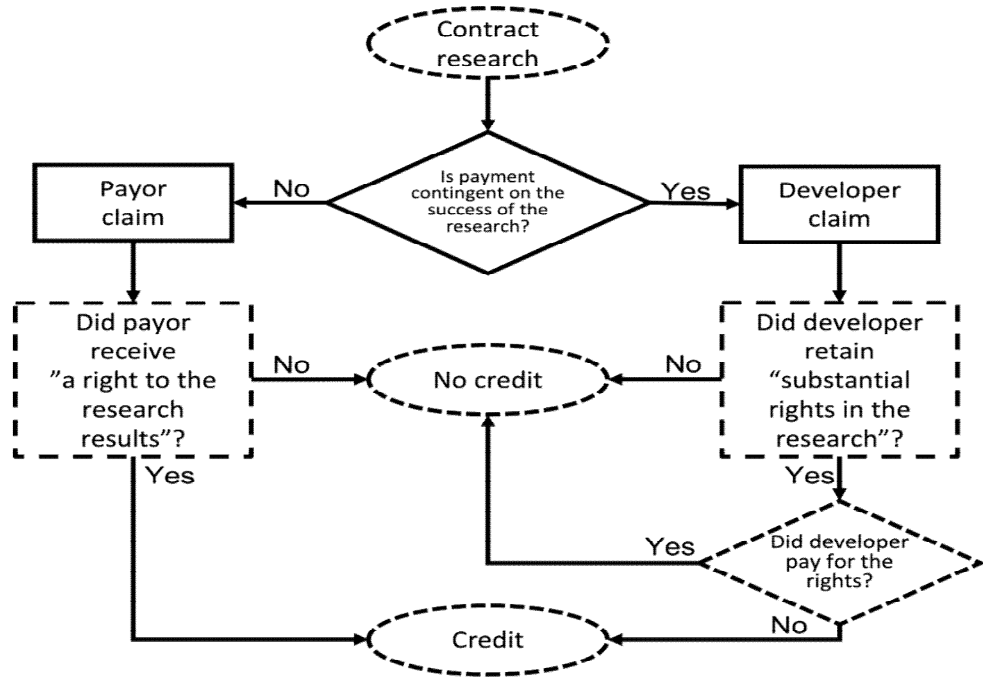 Contract
research
Is payment
contingent on the
success of the
research?
No
Yes
Payor
claim
Developer
claim
Did payor
receive
”a right to the
research
results”?
No
No credit
No
Did developer
retain
“substantial
rights in the
research”?
Yes
Yes
Yes
Did developer
pay for the
rights?
No
Credit